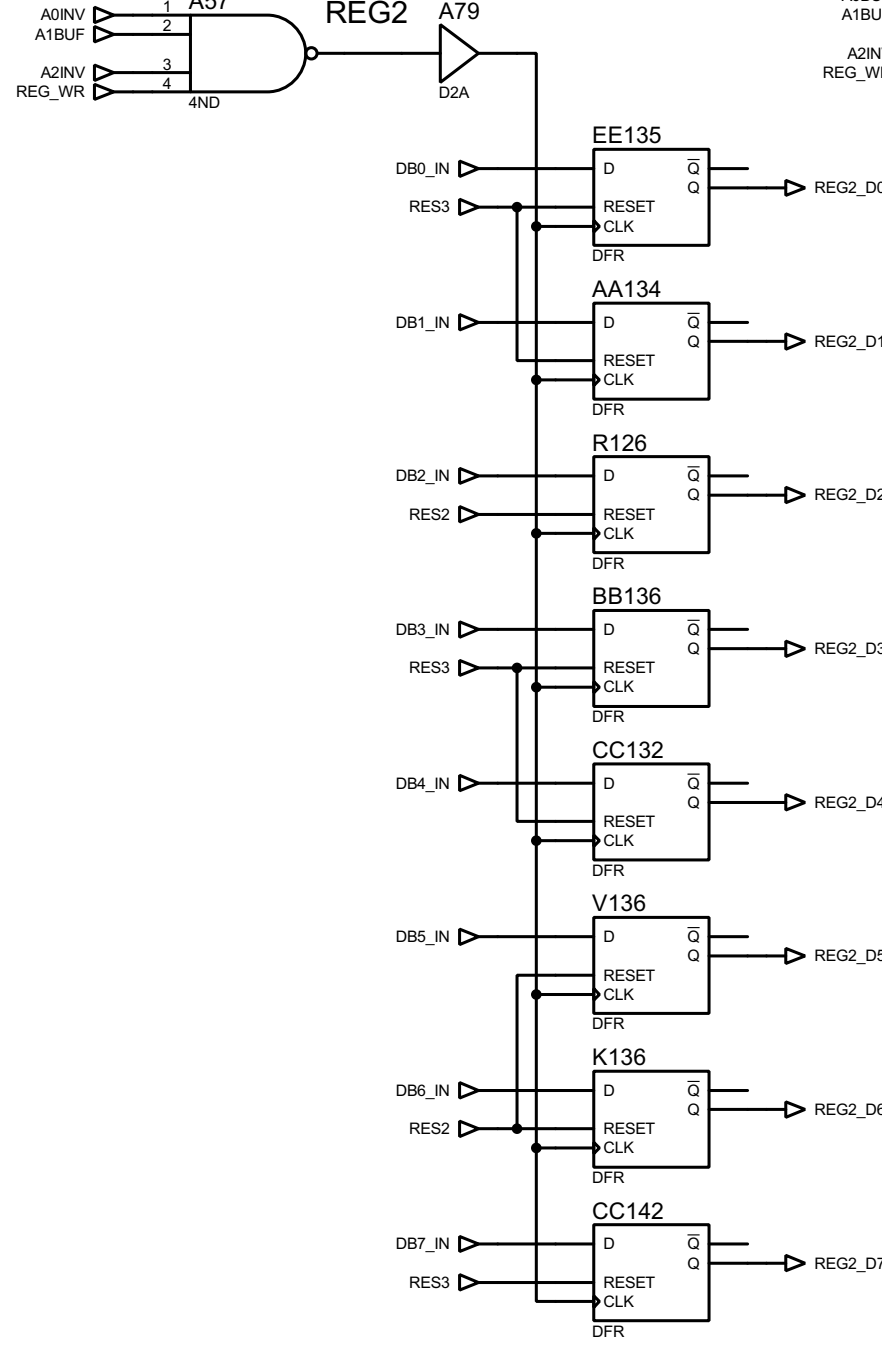 A57
REG2
A79
A0INV
1
A1BUF
2
A2INV
3
REG_WR
4
4ND
D2A
EE135
DB0_IN
D
Q
Q
REG2_D0
RES3
RESET
CLK
DFR
AA134
DB1_IN
D
Q
Q
REG2_D1
RESET
CLK
DFR
R126
DB2_IN
D
Q
Q
REG2_D2
RES2
RESET
CLK
DFR
BB136
DB3_IN
D
Q
Q
REG2_D3
RES3
RESET
CLK
DFR
CC132
DB4_IN
D
Q
Q
REG2_D4
RESET
CLK
DFR
V136
DB5_IN
D
Q
Q
REG2_D5
RESET
CLK
DFR
K136
DB6_IN
D
Q
Q
REG2_D6
RES2
RESET
CLK
DFR
CC142
DB7_IN
D
Q
Q
REG2_D7
RES3
RESET
CLK
DFR